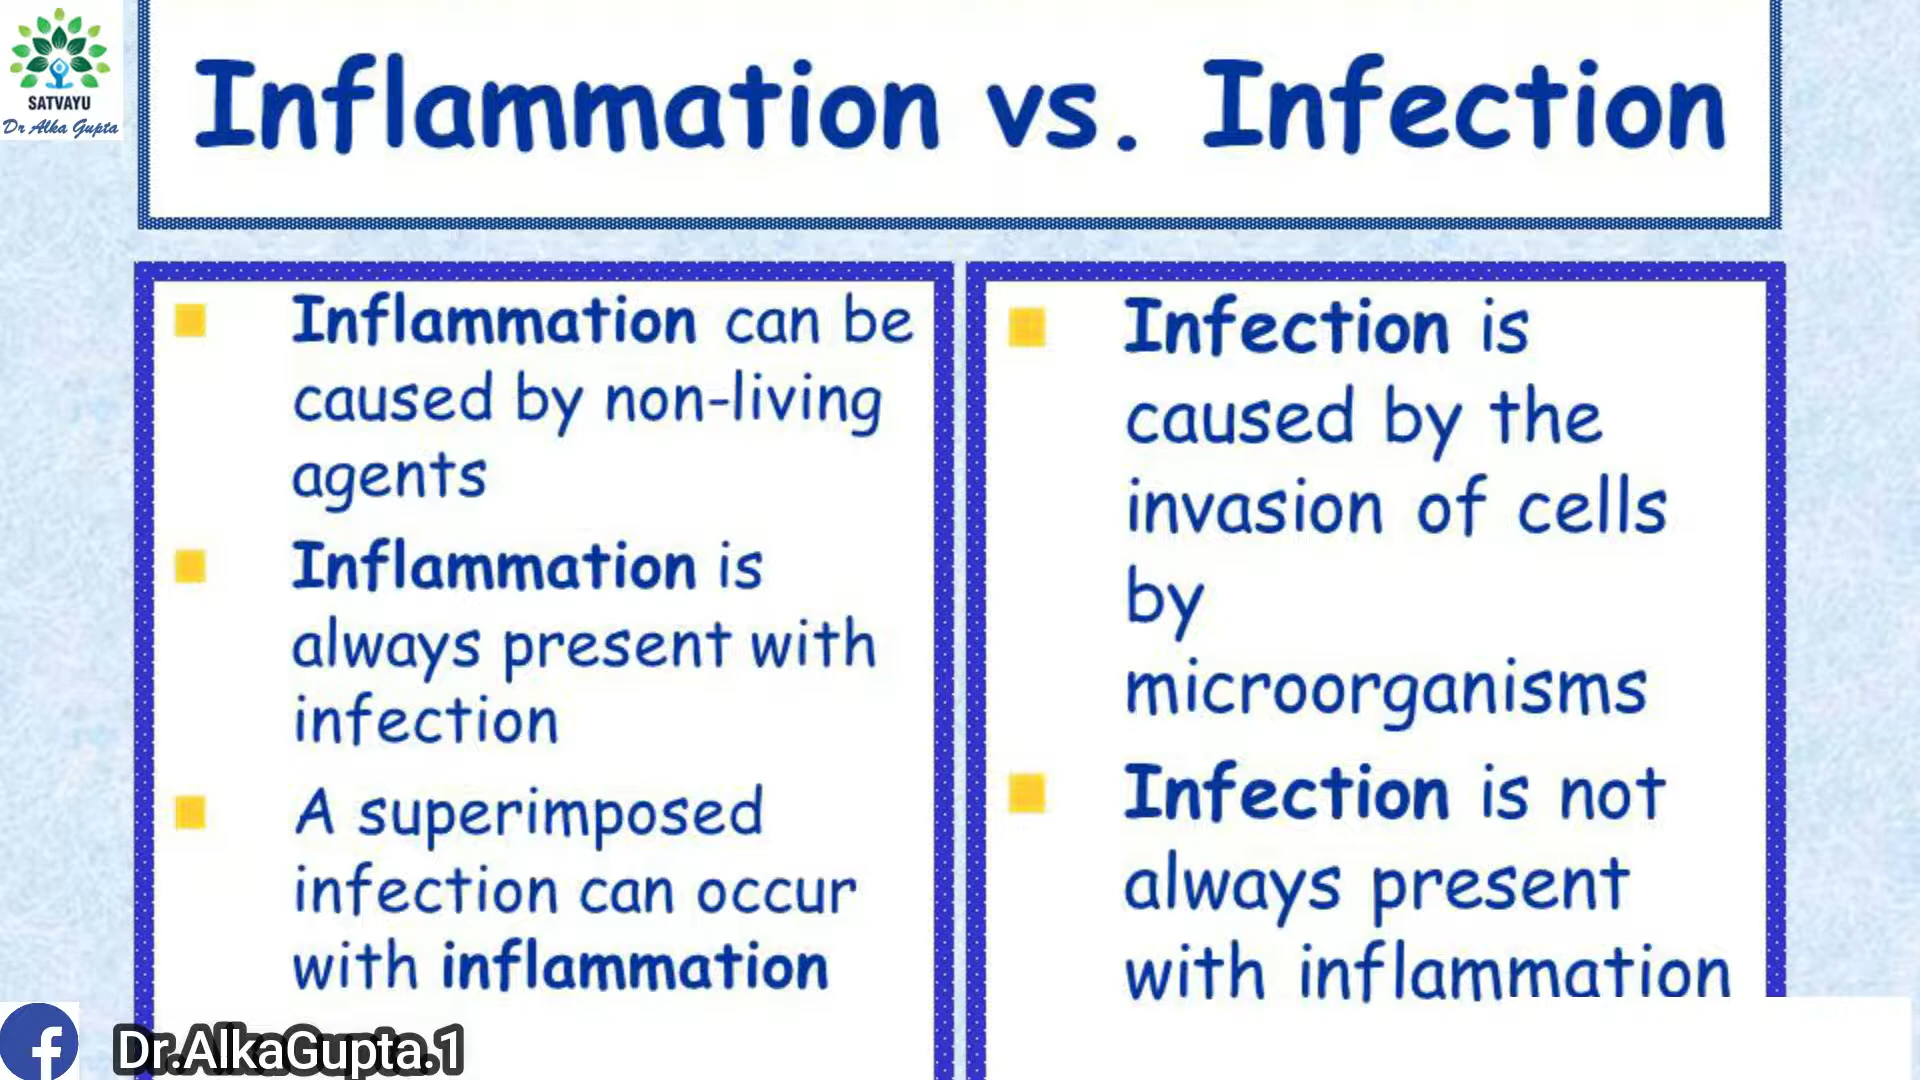 SATVAYU
Dr Alka Gupta
Inflammation vs. Infection
Inflammation can be
caused by non-living
agents
Inflammation is
always present with
infection
A superimposed
infection can occur
with inflammation
Infection is
caused by the
invasion of cells
by
microorganisms
Infection is not
always present
with inflammation
Dr.AlkaGupta.1